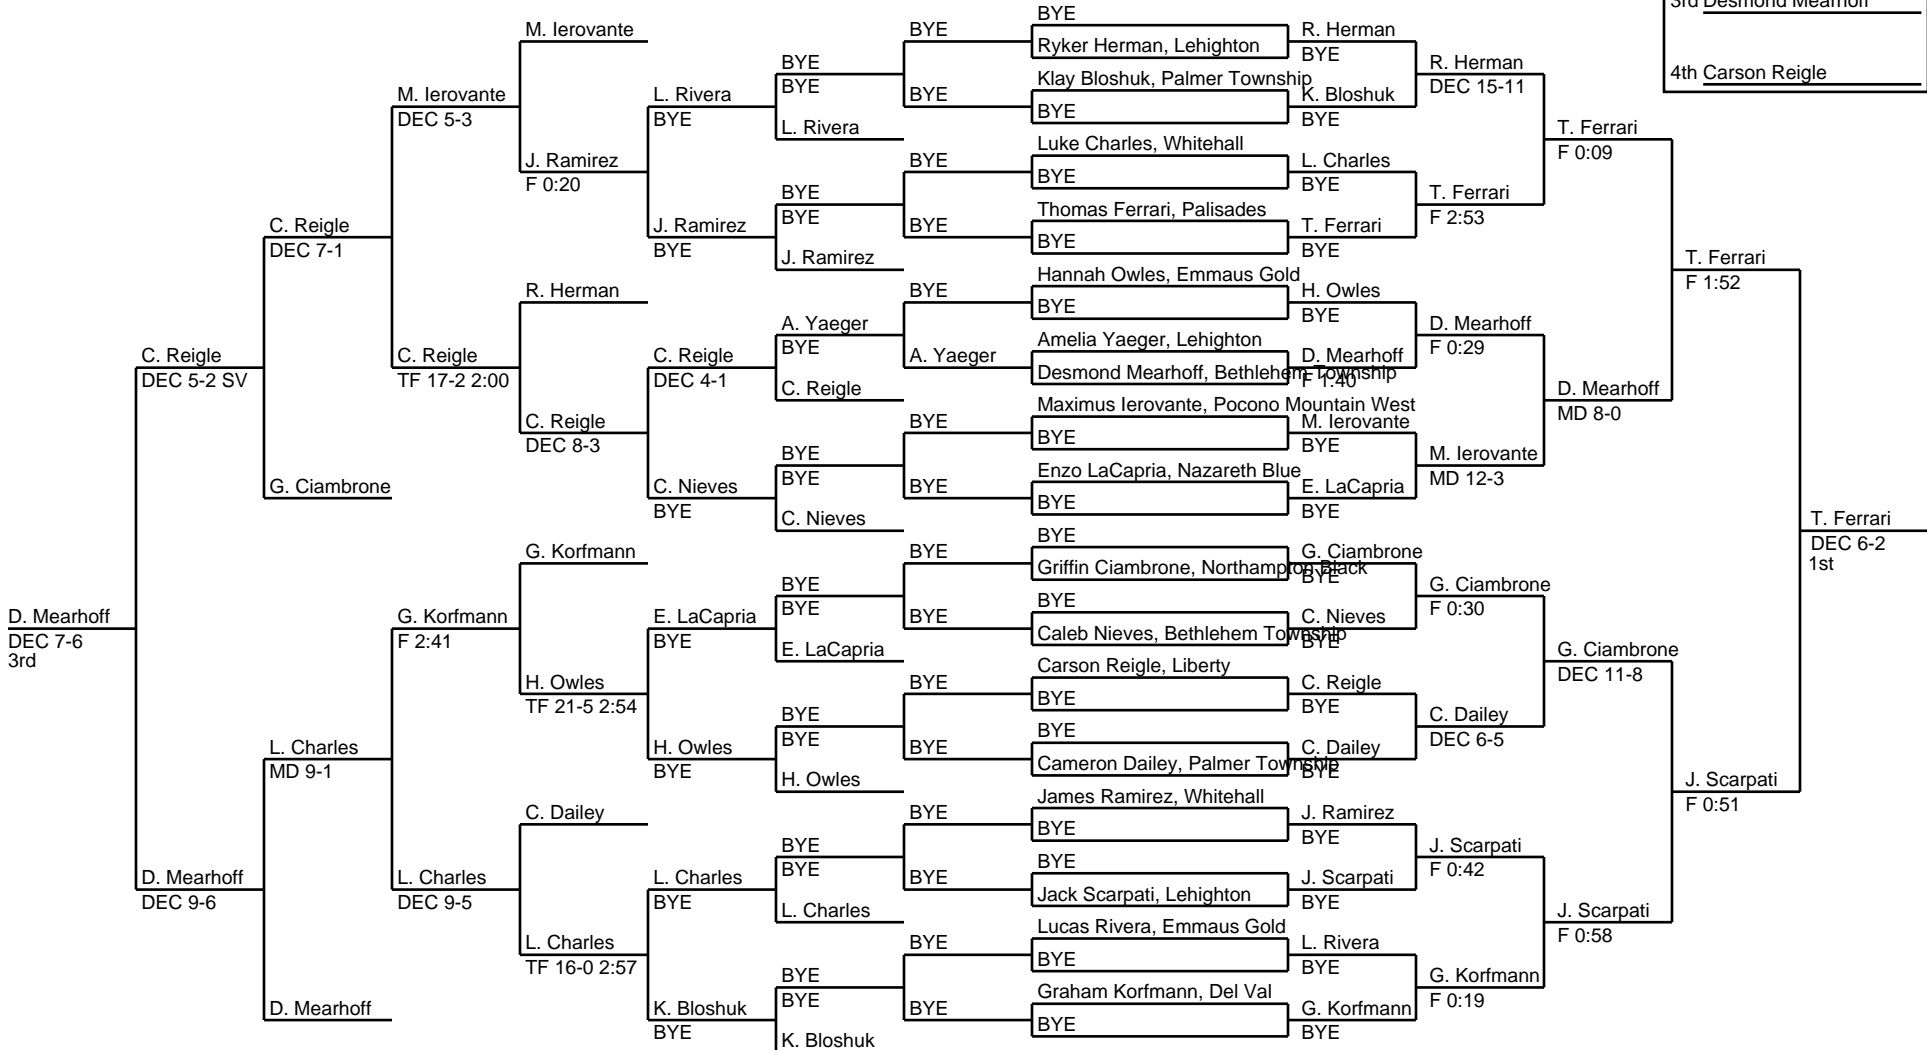 3rd Desmond Mearhoff
4th Carson Reigle
D. Mearhoff
DEC 7-6
3rd
C. Reigle
DEC 5-2 SV
D. Mearhoff
DEC 9-6
C. Reigle
DEC 7-1
G. Ciambrone
L. Charles
MD 9-1
D. Mearhoff
M. Ierovante
DEC 5-3
C. Reigle
TF 17-2 2:00
G. Korfmann
F 2:41
L. Charles
DEC 9-5
M. Ierovante
J. Ramirez
F 0:20
R. Herman
C. Reigle
DEC 8-3
G. Korfmann
H. Owles
TF 21-5 2:54
C. Dailey
L. Charles
TF 16-0 2:57
L. Rivera
BYE
J. Ramirez
BYE
C. Reigle
DEC 4-1
C. Nieves
BYE
E. LaCapria
BYE
H. Owles
BYE
L. Charles
BYE
K. Bloshuk
BYE
BYE
BYE
L. Rivera
BYE
BYE
J. Ramirez
A. Yaeger
BYE
C. Reigle
BYE
BYE
C. Nieves
BYE
BYE
E. LaCapria
BYE
BYE
H. Owles
BYE
BYE
L. Charles
BYE
BYE
K. Bloshuk
BYE
BYE
BYE
BYE
BYE
A. Yaeger
BYE
BYE
BYE
BYE
BYE
BYE
BYE
BYE
BYE
BYE
BYE
Ryker Herman, Lehighton
Klay Bloshuk, Palmer Township
BYE
Luke Charles, Whitehall
BYE
Thomas Ferrari, Palisades
BYE
Hannah Owles, Emmaus Gold
BYE
Amelia Yaeger, Lehighton
Desmond Mearhoff, Bethlehem Township
Maximus Ierovante, Pocono Mountain West
BYE
Enzo LaCapria, Nazareth Blue
BYE
BYE
Griffin Ciambrone, Northampton Black
BYE
Caleb Nieves, Bethlehem Township
Carson Reigle, Liberty
BYE
BYE
Cameron Dailey, Palmer Township
James Ramirez, Whitehall
BYE
BYE
Jack Scarpati, Lehighton
Lucas Rivera, Emmaus Gold
BYE
Graham Korfmann, Del Val
BYE
R. Herman
BYE
K. Bloshuk
BYE
L. Charles
BYE
T. Ferrari
BYE
H. Owles
BYE
D. Mearhoff
F 1:40
M. Ierovante
BYE
E. LaCapria
BYE
G. Ciambrone
BYE
C. Nieves
BYE
C. Reigle
BYE
C. Dailey
BYE
J. Ramirez
BYE
J. Scarpati
BYE
L. Rivera
BYE
G. Korfmann
BYE
R. Herman
DEC 15-11
T. Ferrari
F 2:53
D. Mearhoff
F 0:29
M. Ierovante
MD 12-3
G. Ciambrone
F 0:30
C. Dailey
DEC 6-5
J. Scarpati
F 0:42
G. Korfmann
F 0:19
T. Ferrari
F 0:09
D. Mearhoff
MD 8-0
G. Ciambrone
DEC 11-8
J. Scarpati
F 0:58
T. Ferrari
F 1:52
J. Scarpati
F 0:51
T. Ferrari
DEC 6-2
1st